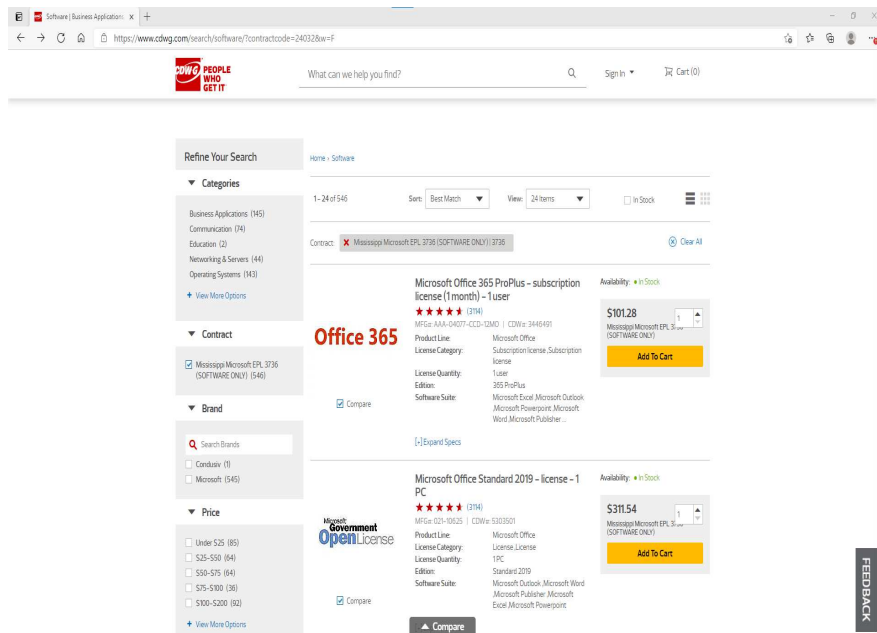 Software | Business Applications
https://www.cdwg.com/search/software/?contractcode=24032&w=F
CDWG PEOPLE
WHO
GET IT
What can we help you find?
Sign In
Cart (0)
Refine Your Search
Categories
Business Applications (145)
Communication (74)
Education (2)
Networking & Servers (44)
Operating Systems (143)
+ View More Options
Contract
Mississippi Microsoft EPL 3736
(SOFTWARE ONLY) (546)
Brand
Search Brands
Condusiv (1)
Microsoft (545)
Price
Under $25 (85)
$25-$50 (64)
$50-$75 (64)
$75-$100 (36)
$100-$200 (92)
+ View More Options
Home › Software
1 - 24 of 546
Sort: Best Match
View: 24 Items
In Stock
Contract: Mississippi Microsoft EPL 3736 (SOFTWARE ONLY) | 3736
Clear All
Office 365
Compare
Microsoft Office 365 ProPlus - subscription
license (1 month) - 1 user
(3114)
MFG#: AAA-04077-CCD-12MO | CDW#: 3446491
Product Line: Microsoft Office
License Category: Subscription license ,Subscription
license
License Quantity: 1 user
Edition: 365 ProPlus
Software Suite: Microsoft Excel ,Microsoft Outlook
,Microsoft Powerpoint ,Microsoft
Word ,Microsoft Publisher ...
[+] Expand Specs
Availability: In Stock
$101.28
1
Mississippi Microsoft EPL
(SOFTWARE ONLY)
Add To Cart
Microsoft
Government
Open License
Compare
Microsoft Office Standard 2019 - license - 1
PC
(3114)
MFG#: 021-10625 | CDW#: 5303501
Product Line: Microsoft Office
License Category: License ,License
License Quantity: 1 PC
Edition: Standard 2019
Software Suite: Microsoft Outlook ,Microsoft Word
,Microsoft Publisher ,Microsoft
Excel ,Microsoft Powerpoint
Availability: In Stock
$311.54
1
Mississippi Microsoft EPL
(SOFTWARE ONLY)
Add To Cart
Compare
FEEDBACK